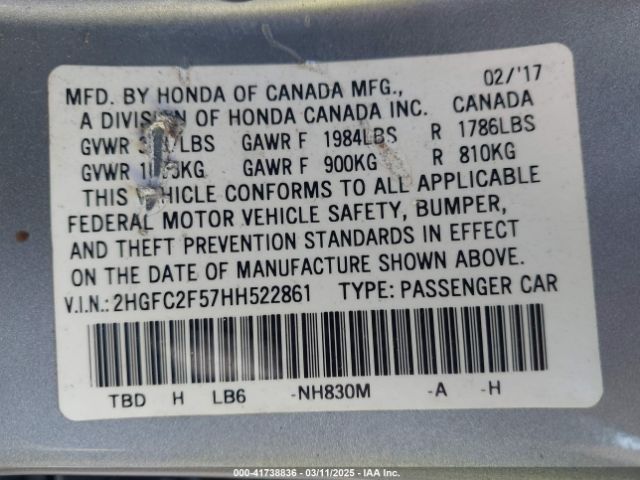 MFD. BY HONDA OF CANADA MFG., 02/'17
A DIVISION OF HONDA CANADA INC. CANADA
GVWR LBS GAWR F 1984LBS R 1786LBS
GVWR KG GAWR F 900KG R 810KG
THIS VEHICLE CONFORMS TO ALL APPLICABLE
FEDERAL MOTOR VEHICLE SAFETY, BUMPER,
AND THEFT PREVENTION STANDARDS IN EFFECT
ON THE DATE OF MANUFACTURE SHOWN ABOVE.
V.I.N.: 2HGFC2F57HH522861 TYPE: PASSENGER CAR
TBD H LB6 -NH830M -A -H
000-41738836 - 03/11/2025 - IAA Inc.